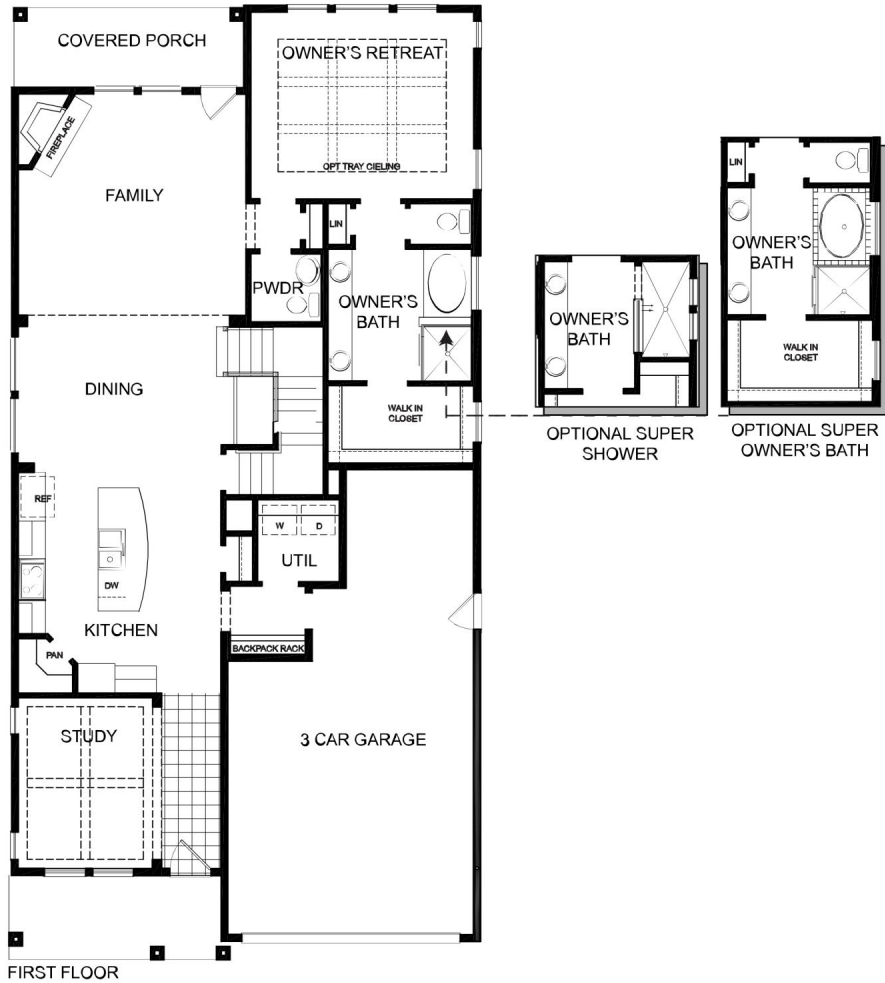 COVERED PORCH
OWNER'S RETREAT
OPT TRAY CIELING
FIREPLACE
FAMILY
LIN
PWDR
OWNER'S
BATH
DINING
WALK IN
CLOSET
REF
W
D
UTIL
DW
KITCHEN
PAN
BACKPACK RACK
STUDY
3 CAR GARAGE
FIRST FLOOR
OWNER'S
BATH
OPTIONAL SUPER
SHOWER
LIN
OWNER'S
BATH
WALK IN
CLOSET
OPTIONAL SUPER
OWNER'S BATH